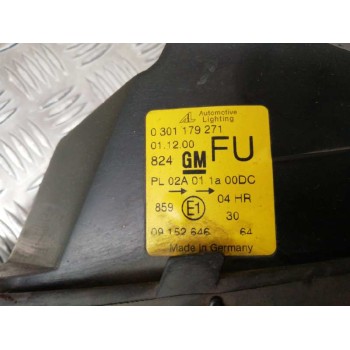 AL Automotive
Lighting
0 301 179 271
01.12.00
824 GM FU
PL 02A 01 1a 00DC
→ → 04 HR
859 E1 30
09 152 646 64
Made in Germany